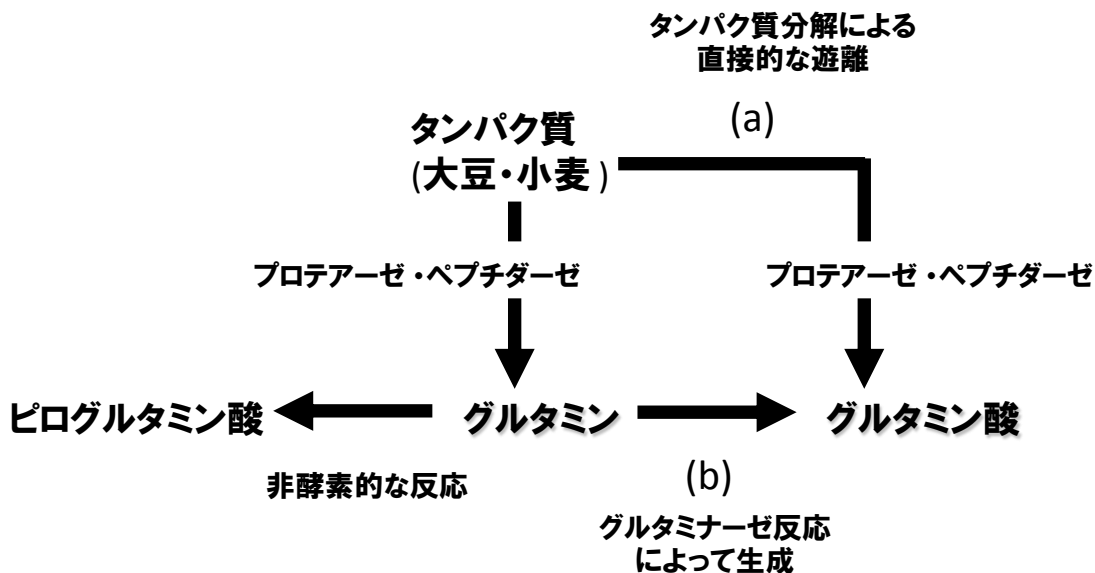 タンパク質分解による
直接的な遊離
(a)
タンパク質
(大豆・小麦 )
プロテアーゼ・ペプチダーゼ
プロテアーゼ・ペプチダーゼ
ピログルタミン酸
グルタミン
グルタミン酸
非酵素的な反応
(b)
グルタミナーゼ反応
によって生成